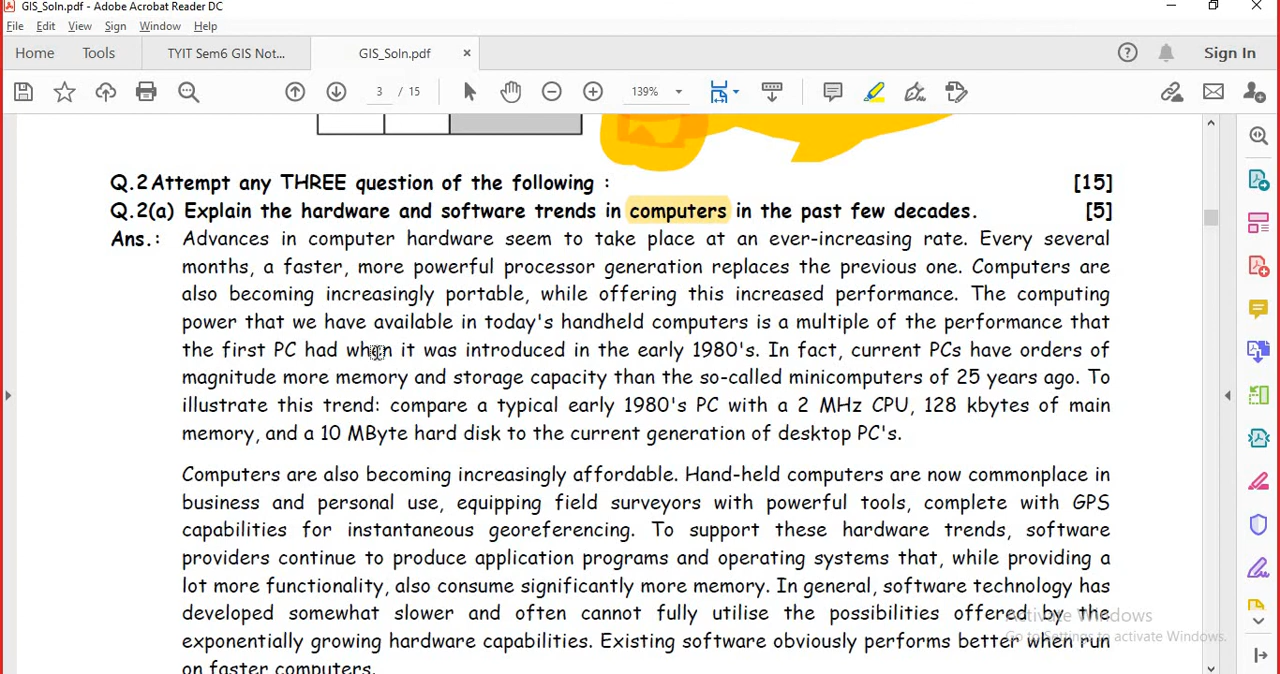 GIS_Soln.pdf - Adobe Acrobat Reader DC
File Edit View Sign Window Help
Home Tools TYIT Sem6 GIS Not... GIS_Soln.pdf × Sign In
3 / 15 139%
Q.2 Attempt any THREE question of the following : [15]
Q.2(a) Explain the hardware and software trends in computers in the past few decades. [5]
Ans.: Advances in computer hardware seem to take place at an ever-increasing rate. Every several
months, a faster, more powerful processor generation replaces the previous one. Computers are
also becoming increasingly portable, while offering this increased performance. The computing
power that we have available in today's handheld computers is a multiple of the performance that
the first PC had when it was introduced in the early 1980's. In fact, current PCs have orders of
magnitude more memory and storage capacity than the so-called minicomputers of 25 years ago. To
illustrate this trend: compare a typical early 1980's PC with a 2 MHz CPU, 128 kbytes of main
memory, and a 10 MByte hard disk to the current generation of desktop PC's.
Computers are also becoming increasingly affordable. Hand-held computers are now commonplace in
business and personal use, equipping field surveyors with powerful tools, complete with GPS
capabilities for instantaneous georeferencing. To support these hardware trends, software
providers continue to produce application programs and operating systems that, while providing a
lot more functionality, also consume significantly more memory. In general, software technology has
developed somewhat slower and often cannot fully utilise the possibilities offered by the
exponentially growing hardware capabilities. Existing software obviously performs better when run
on faster computers.
Activate Windows
Go to Settings to activate Windows.